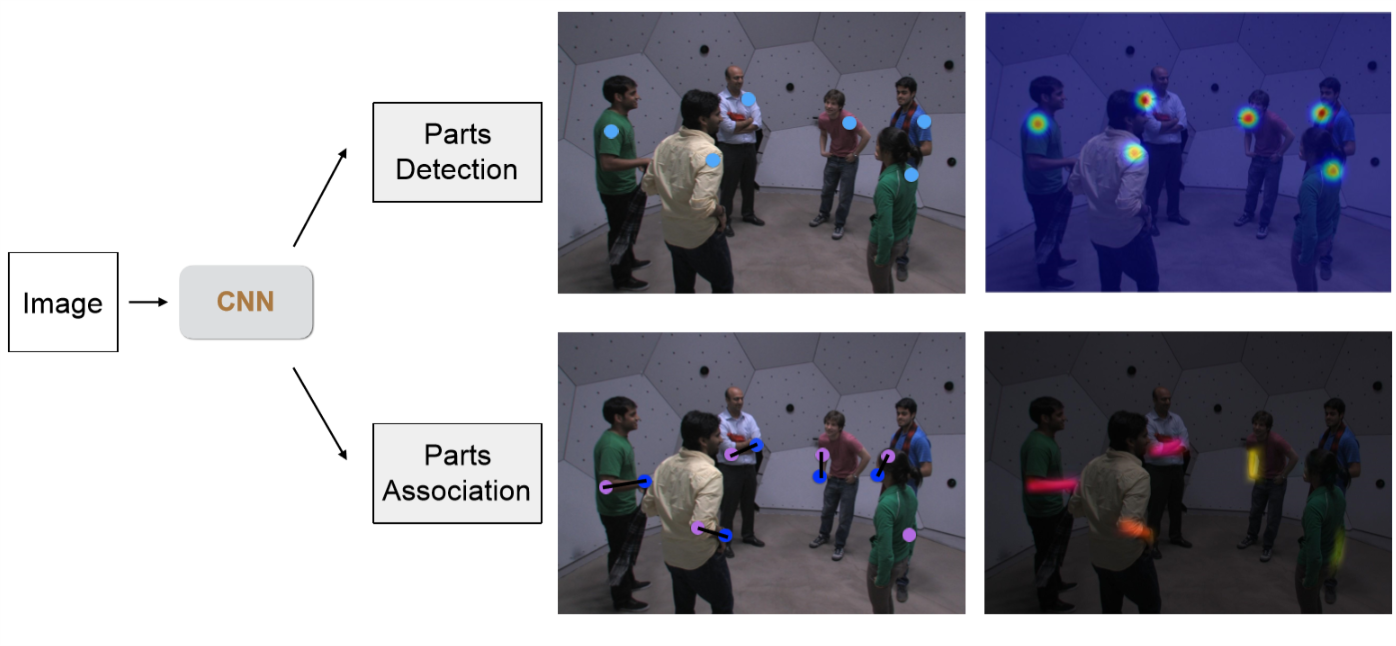 Image
CNN
Parts
Detection
Parts
Association